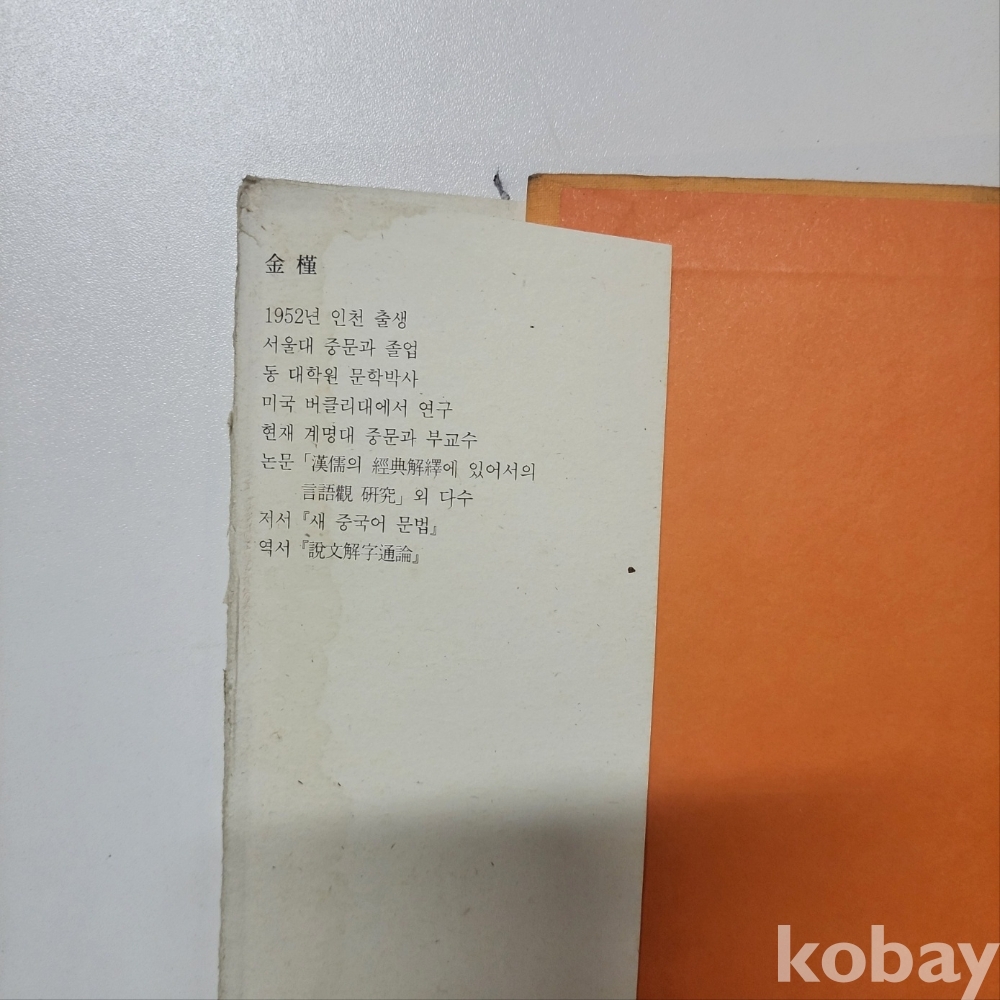 金 槿
1952년 인천 출생
서울대 중문과 졸업
동 대학원 문학박사
미국 버클리대에서 연구
현재 계명대 중문과 부교수
논문「漢儒의 經典解繹에 있어서의
言語觀 硏究」외 다수
저서『새 중국어 문법』
역서『說文解字通論』
kobay